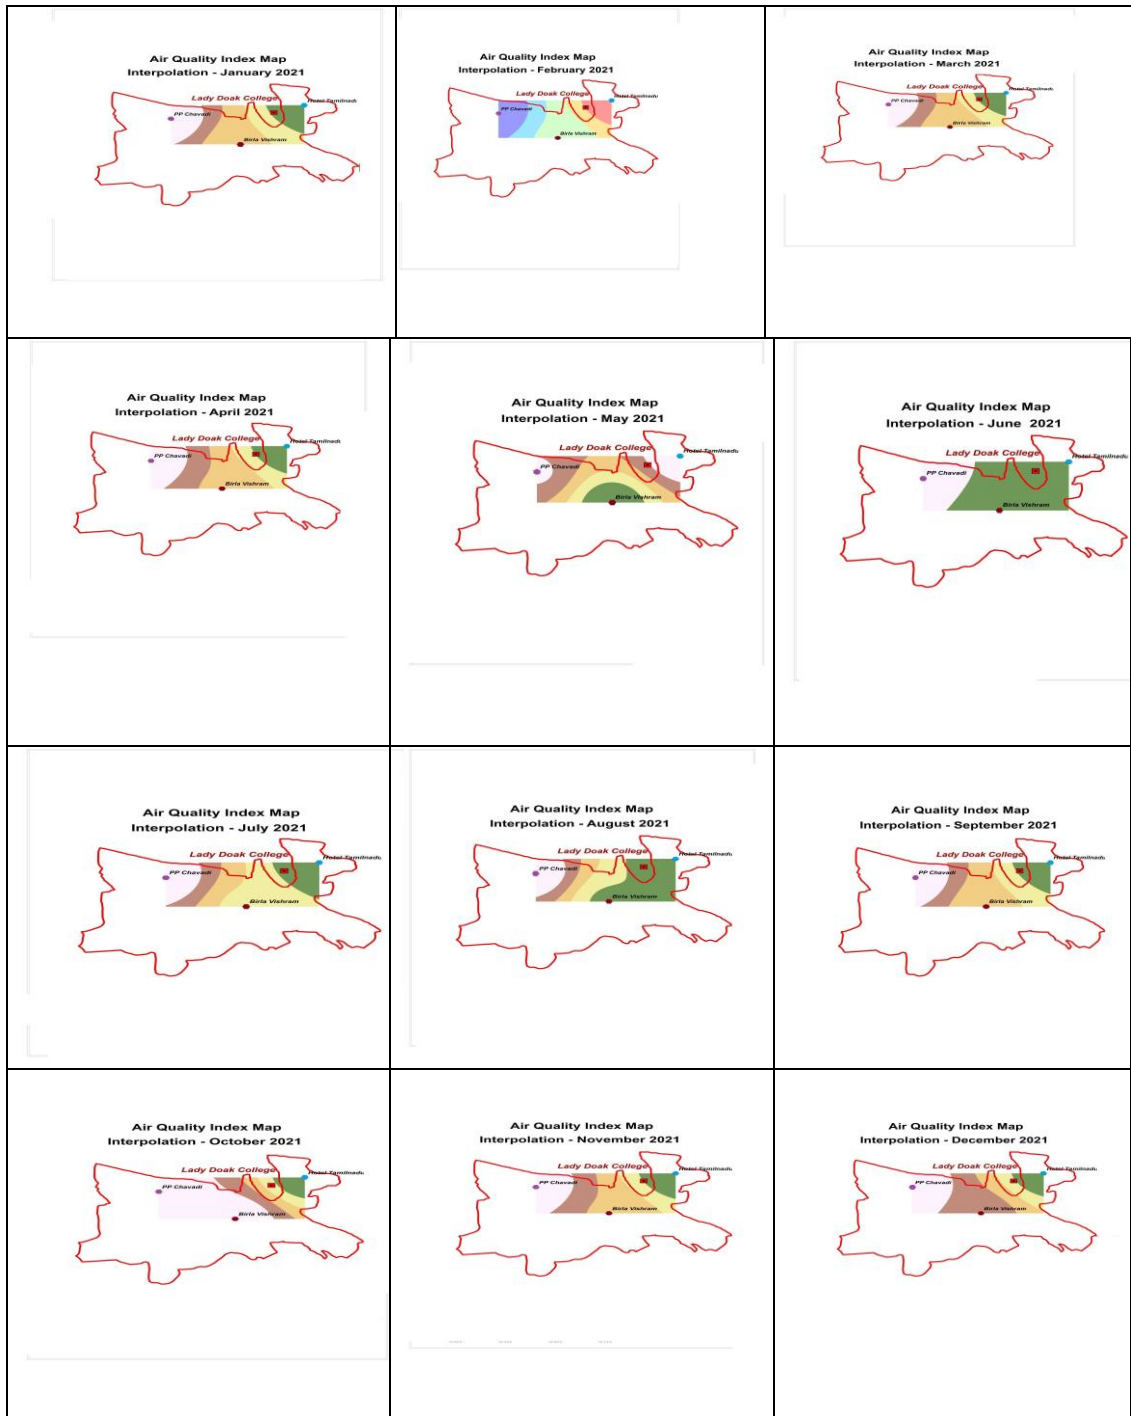 Air Quality Index Map
Interpolation - January 2021
Lady Doak College
Hotel Tamilnadu
PP Chavadi
Birla Vishram
Air Quality Index Map
Interpolation - February 2021
Lady Doak College
Hotel Tamilnadu
PP Chavadi
Birla Vishram
Air Quality Index Map
Interpolation - March 2021
Lady Doak College
Hotel Tamilnadu
PP Chavadi
Birla Vishram
Air Quality Index Map
Interpolation - April 2021
Lady Doak College
Hotel Tamilnadu
PP Chavadi
Birla Vishram
Air Quality Index Map
Interpolation - May 2021
Lady Doak College
Hotel Tamilnadu
PP Chavadi
Birla Vishram
Air Quality Index Map
Interpolation - June 2021
Lady Doak College
Hotel Tamilnadu
PP Chavadi
Birla Vishram
Air Quality Index Map
Interpolation - July 2021
Lady Doak College
Hotel Tamilnadu
PP Chavadi
Birla Vishram
Air Quality Index Map
Interpolation - August 2021
Lady Doak College
Hotel Tamilnadu
PP Chavadi
Birla Vishram
Air Quality Index Map
Interpolation - September 2021
Lady Doak College
Hotel Tamilnadu
PP Chavadi
Birla Vishram
Air Quality Index Map
Interpolation - October 2021
Lady Doak College
Hotel Tamilnadu
PP Chavadi
Birla Vishram
Air Quality Index Map
Interpolation - November 2021
Lady Doak College
Hotel Tamilnadu
PP Chavadi
Birla Vishram
Air Quality Index Map
Interpolation - December 2021
Lady Doak College
Hotel Tamilnadu
PP Chavadi
Birla Vishram